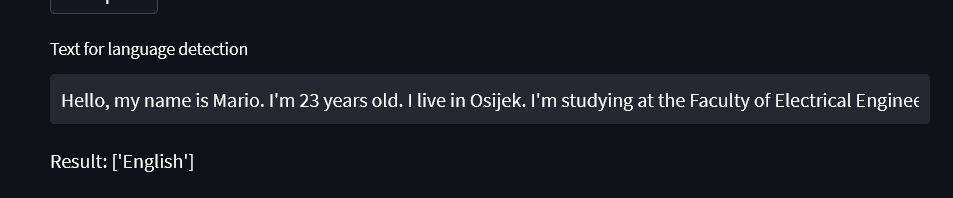 Text for language detection
Hello, my name is Mario. I'm 23 years old. I live in Osijek. I'm studying at the Faculty of Electrical
Result: ['English']